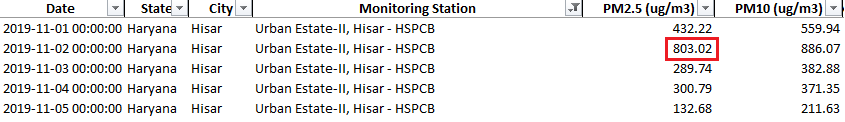 Date State City Monitoring Station PM2.5 (ug/m3) PM10 (ug/m3)
2019-11-01 00:00:00 Haryana Hisar Urban Estate-II, Hisar - HSPCB 432.22 559.94
2019-11-02 00:00:00 Haryana Hisar Urban Estate-II, Hisar - HSPCB 803.02 886.07
2019-11-03 00:00:00 Haryana Hisar Urban Estate-II, Hisar - HSPCB 289.74 382.88
2019-11-04 00:00:00 Haryana Hisar Urban Estate-II, Hisar - HSPCB 300.79 371.35
2019-11-05 00:00:00 Haryana Hisar Urban Estate-II, Hisar - HSPCB 132.68 211.63